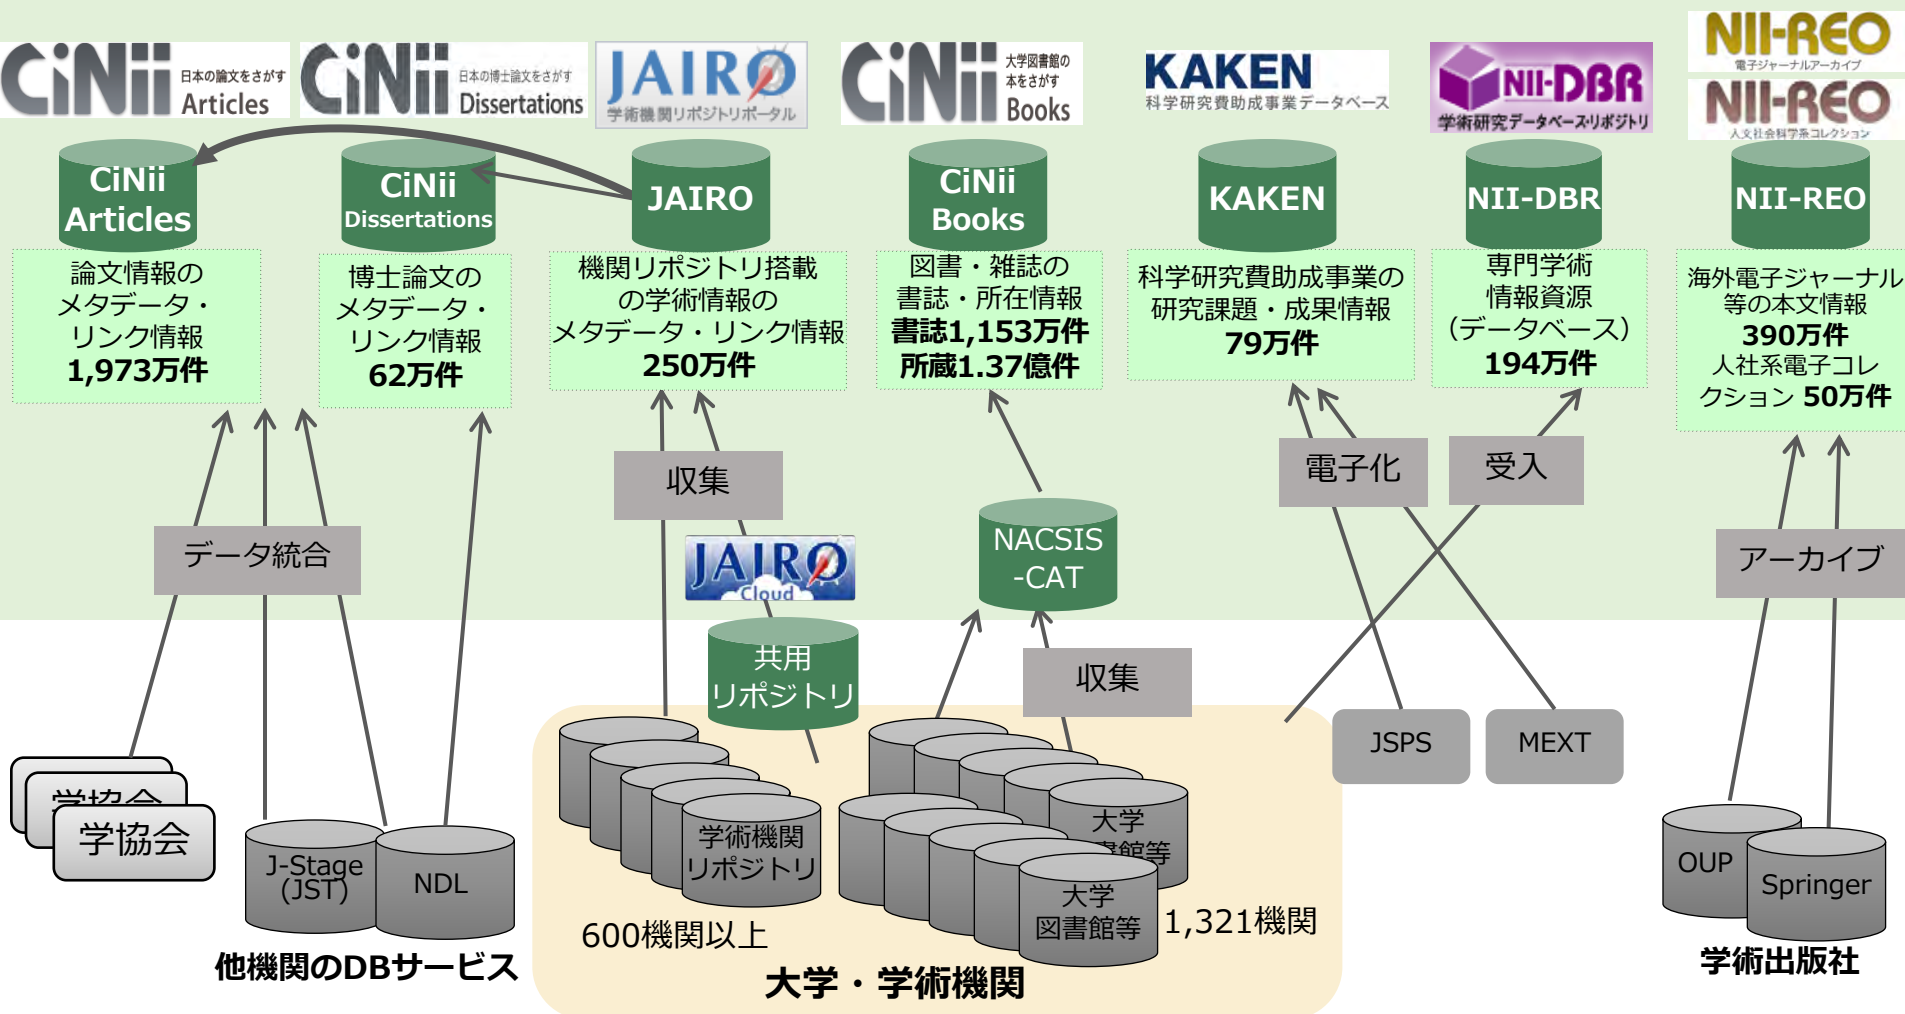 CiNii 日本の論文をさがす
Articles
CiNii 日本の博士論文をさがす
Dissertations
JAIRO
学術機関リポジトリポータル
CiNii 大学図書館の
本をさがす
Books
KAKEN
科学研究費助成事業データベース
NII-DBR
学術研究データベース・リポジトリ
NII-REO
電子ジャーナルアーカイブ
NII-REO
人文社会科学系コレクション
CiNii
Articles
CiNii
Dissertations
JAIRO
CiNii
Books
KAKEN
NII-DBR
NII-REO
論文情報の
メタデータ・
リンク情報
1,973万件
博士論文の
メタデータ・
リンク情報
62万件
機関リポジトリ搭載
の学術情報の
メタデータ・リンク情報
250万件
図書・雑誌の
書誌・所在情報
書誌1,153万件
所蔵1.37億件
科学研究費助成事業の
研究課題・成果情報
79万件
専門学術
情報資源
（データベース）
194万件
海外電子ジャーナル
等の本文情報
390万件
人社系電子コレ
クション 50万件
データ統合
収集
電子化
受入
アーカイブ
JAIRO
Cloud
NACSIS
-CAT
共用
リポジトリ
収集
JSPS
MEXT
学協会
学協会
J-Stage
(JST)
NDL
他機関のDBサービス
学術機関
リポジトリ
600機関以上
大学
書館等
大学
図書館等
1,321機関
大学・学術機関
OUP
Springer
学術出版社